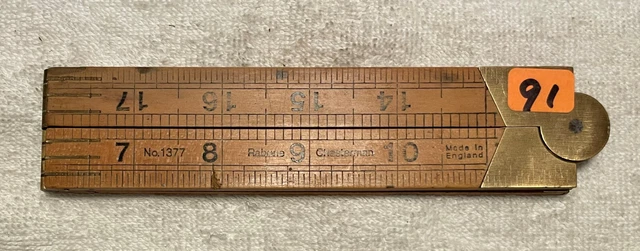 91
17 16 15 14
7 No.1377 8 Rabone 9 Chesterman 10 Made in
England